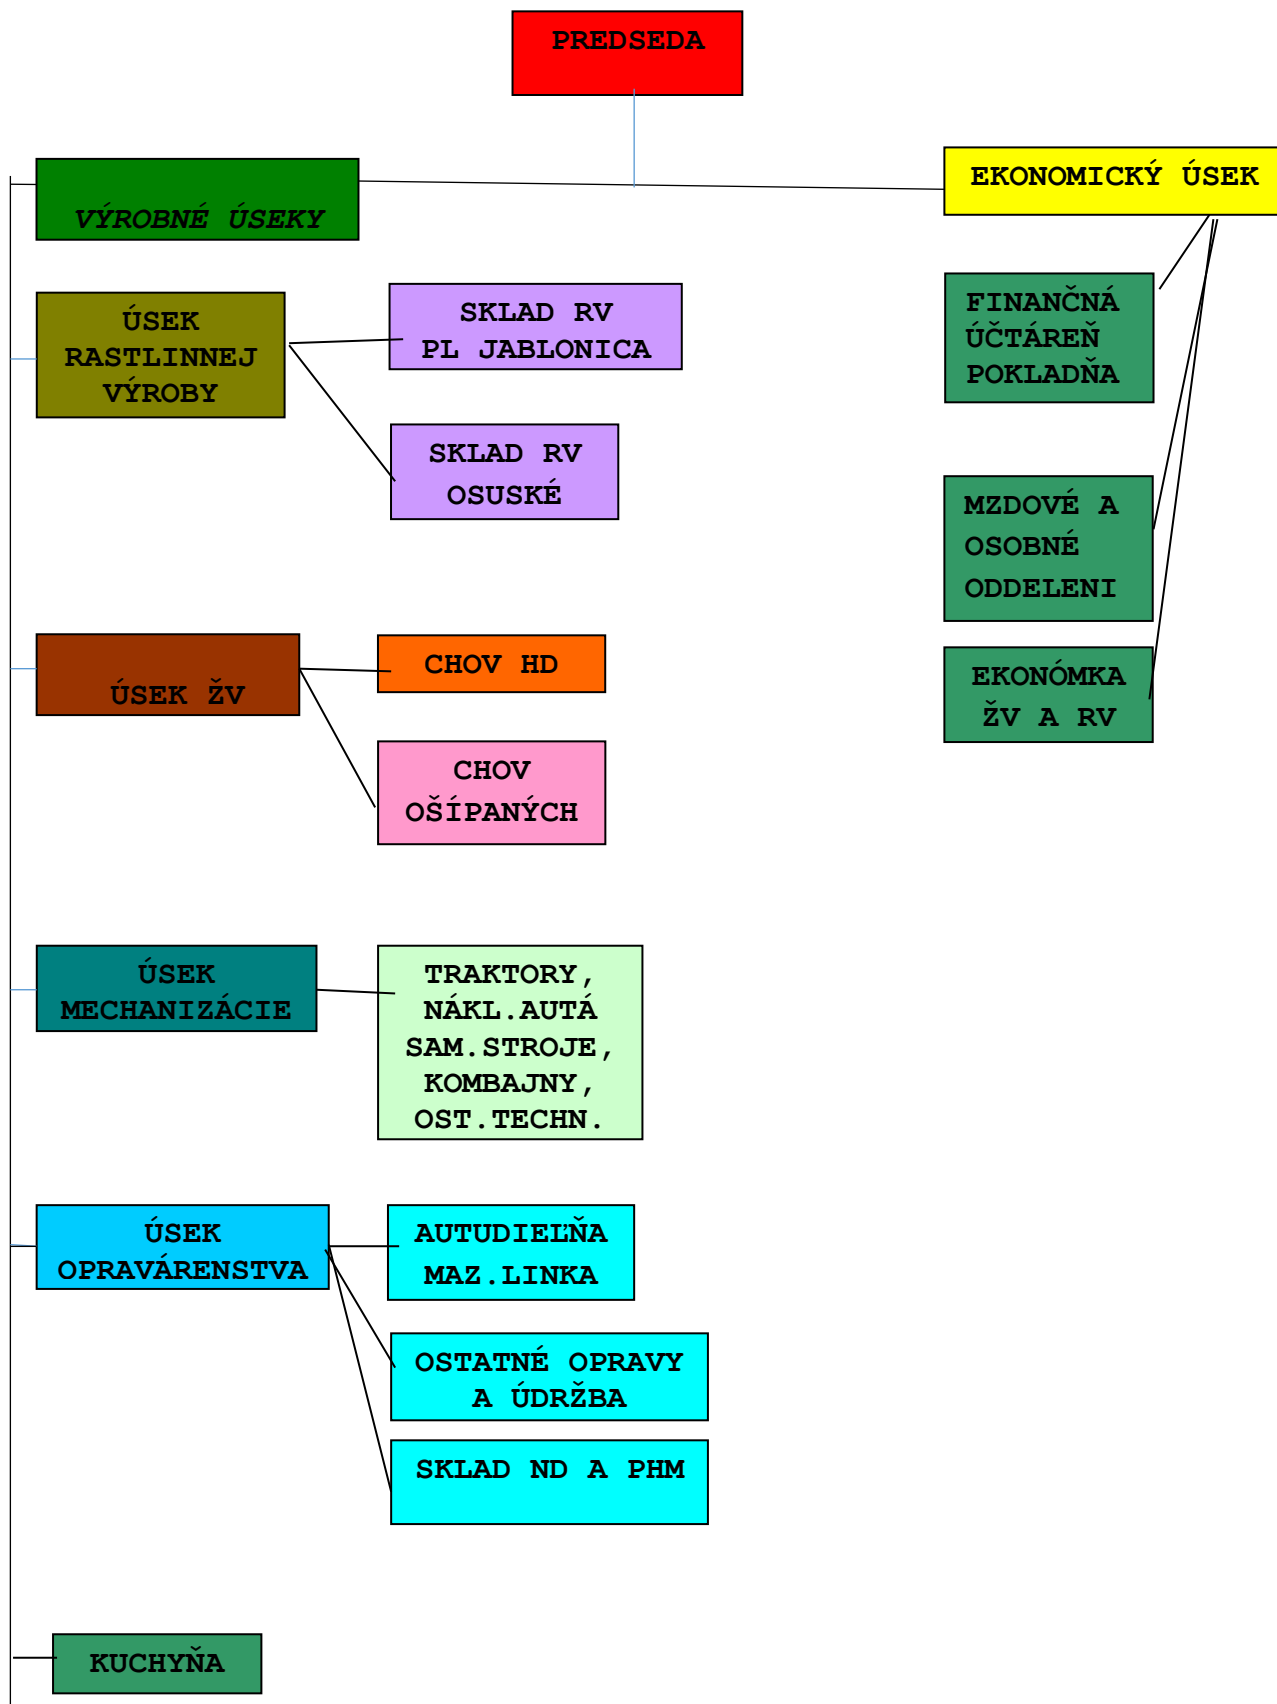 PREDSEDA
VÝROBNÉ ÚSEKY
EKONOMICKÝ ÚSEK
ÚSEK
RASTLINNEJ
VÝROBY
SKLAD RV
PL JABLONICA
SKLAD RV
OSUSKÉ
FINANČNÁ
ÚČTÁREŇ
POKLADŇA
MZDOVÉ A
OSOBNÉ
ODDELENI
EKONÓMKA
ŽV A RV
ÚSEK ŽV
CHOV HD
CHOV
OŠÍPANÝCH
ÚSEK
MECHANIZÁCIE
TRAKTORY,
NÁKL.AUTÁ
SAM.STROJE,
KOMBAJNY,
OST.TECHN.
ÚSEK
OPRAVÁRENSTVA
AUTUDIEĽŇA
MAZ.LINKA
OSTATNÉ OPRAVY
A ÚDRŽBA
SKLAD ND A PHM
KUCHYŇA